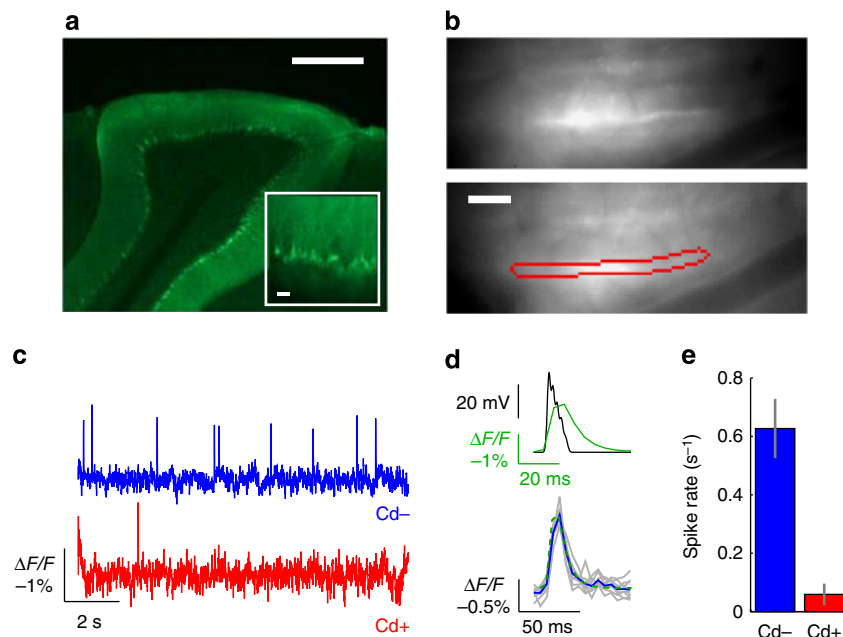 a
b
c
ΔF/F
−1%
2 s
Cd−
Cd+
d
20 mV
ΔF/F
−1%
20 ms
ΔF/F
−0.5%
50 ms
e
Spike rate (s⁻¹)
0.8
0.6
0.4
0.2
0
Cd− Cd+